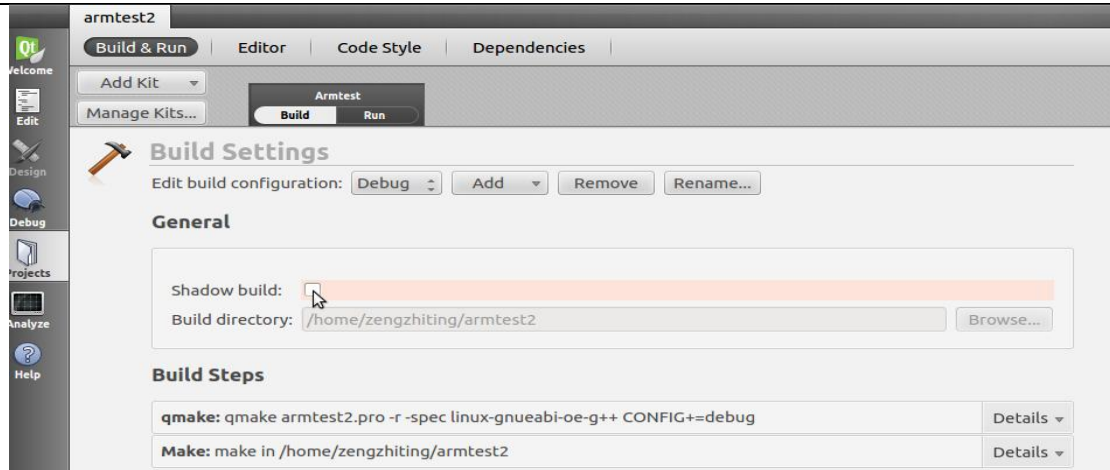 armtest2
Build & Run Editor Code Style Dependencies
Qt
Welcome
Edit
Design
Debug
Projects
Analyze
Help
Add Kit
Manage Kits...
Armtest
Build Run
Build Settings
Edit build configuration: Debug Add Remove Rename...
General
Shadow build:
Build directory: /home/zengzhiting/armtest2 Browse...
Build Steps
qmake: qmake armtest2.pro -r -spec linux-gnueabi-oe-g++ CONFIG+=debug Details
Make: make in /home/zengzhiting/armtest2 Details